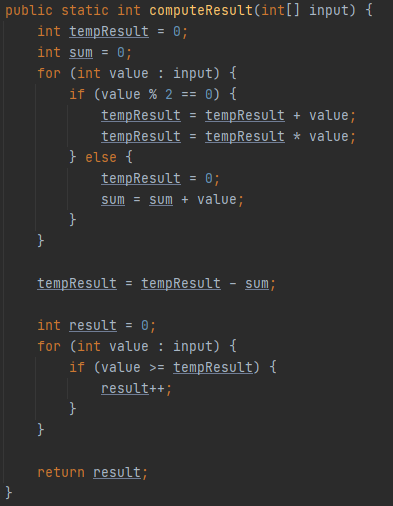 public static int computeResult(int[] input) {
    int tempResult = 0;
    int sum = 0;
    for (int value : input) {
        if (value % 2 == 0) {
            tempResult = tempResult + value;
            tempResult = tempResult * value;
        } else {
            tempResult = 0;
            sum = sum + value;
        }
    }

    tempResult = tempResult - sum;

    int result = 0;
    for (int value : input) {
        if (value >= tempResult) {
            result++;
        }
    }

    return result;
}